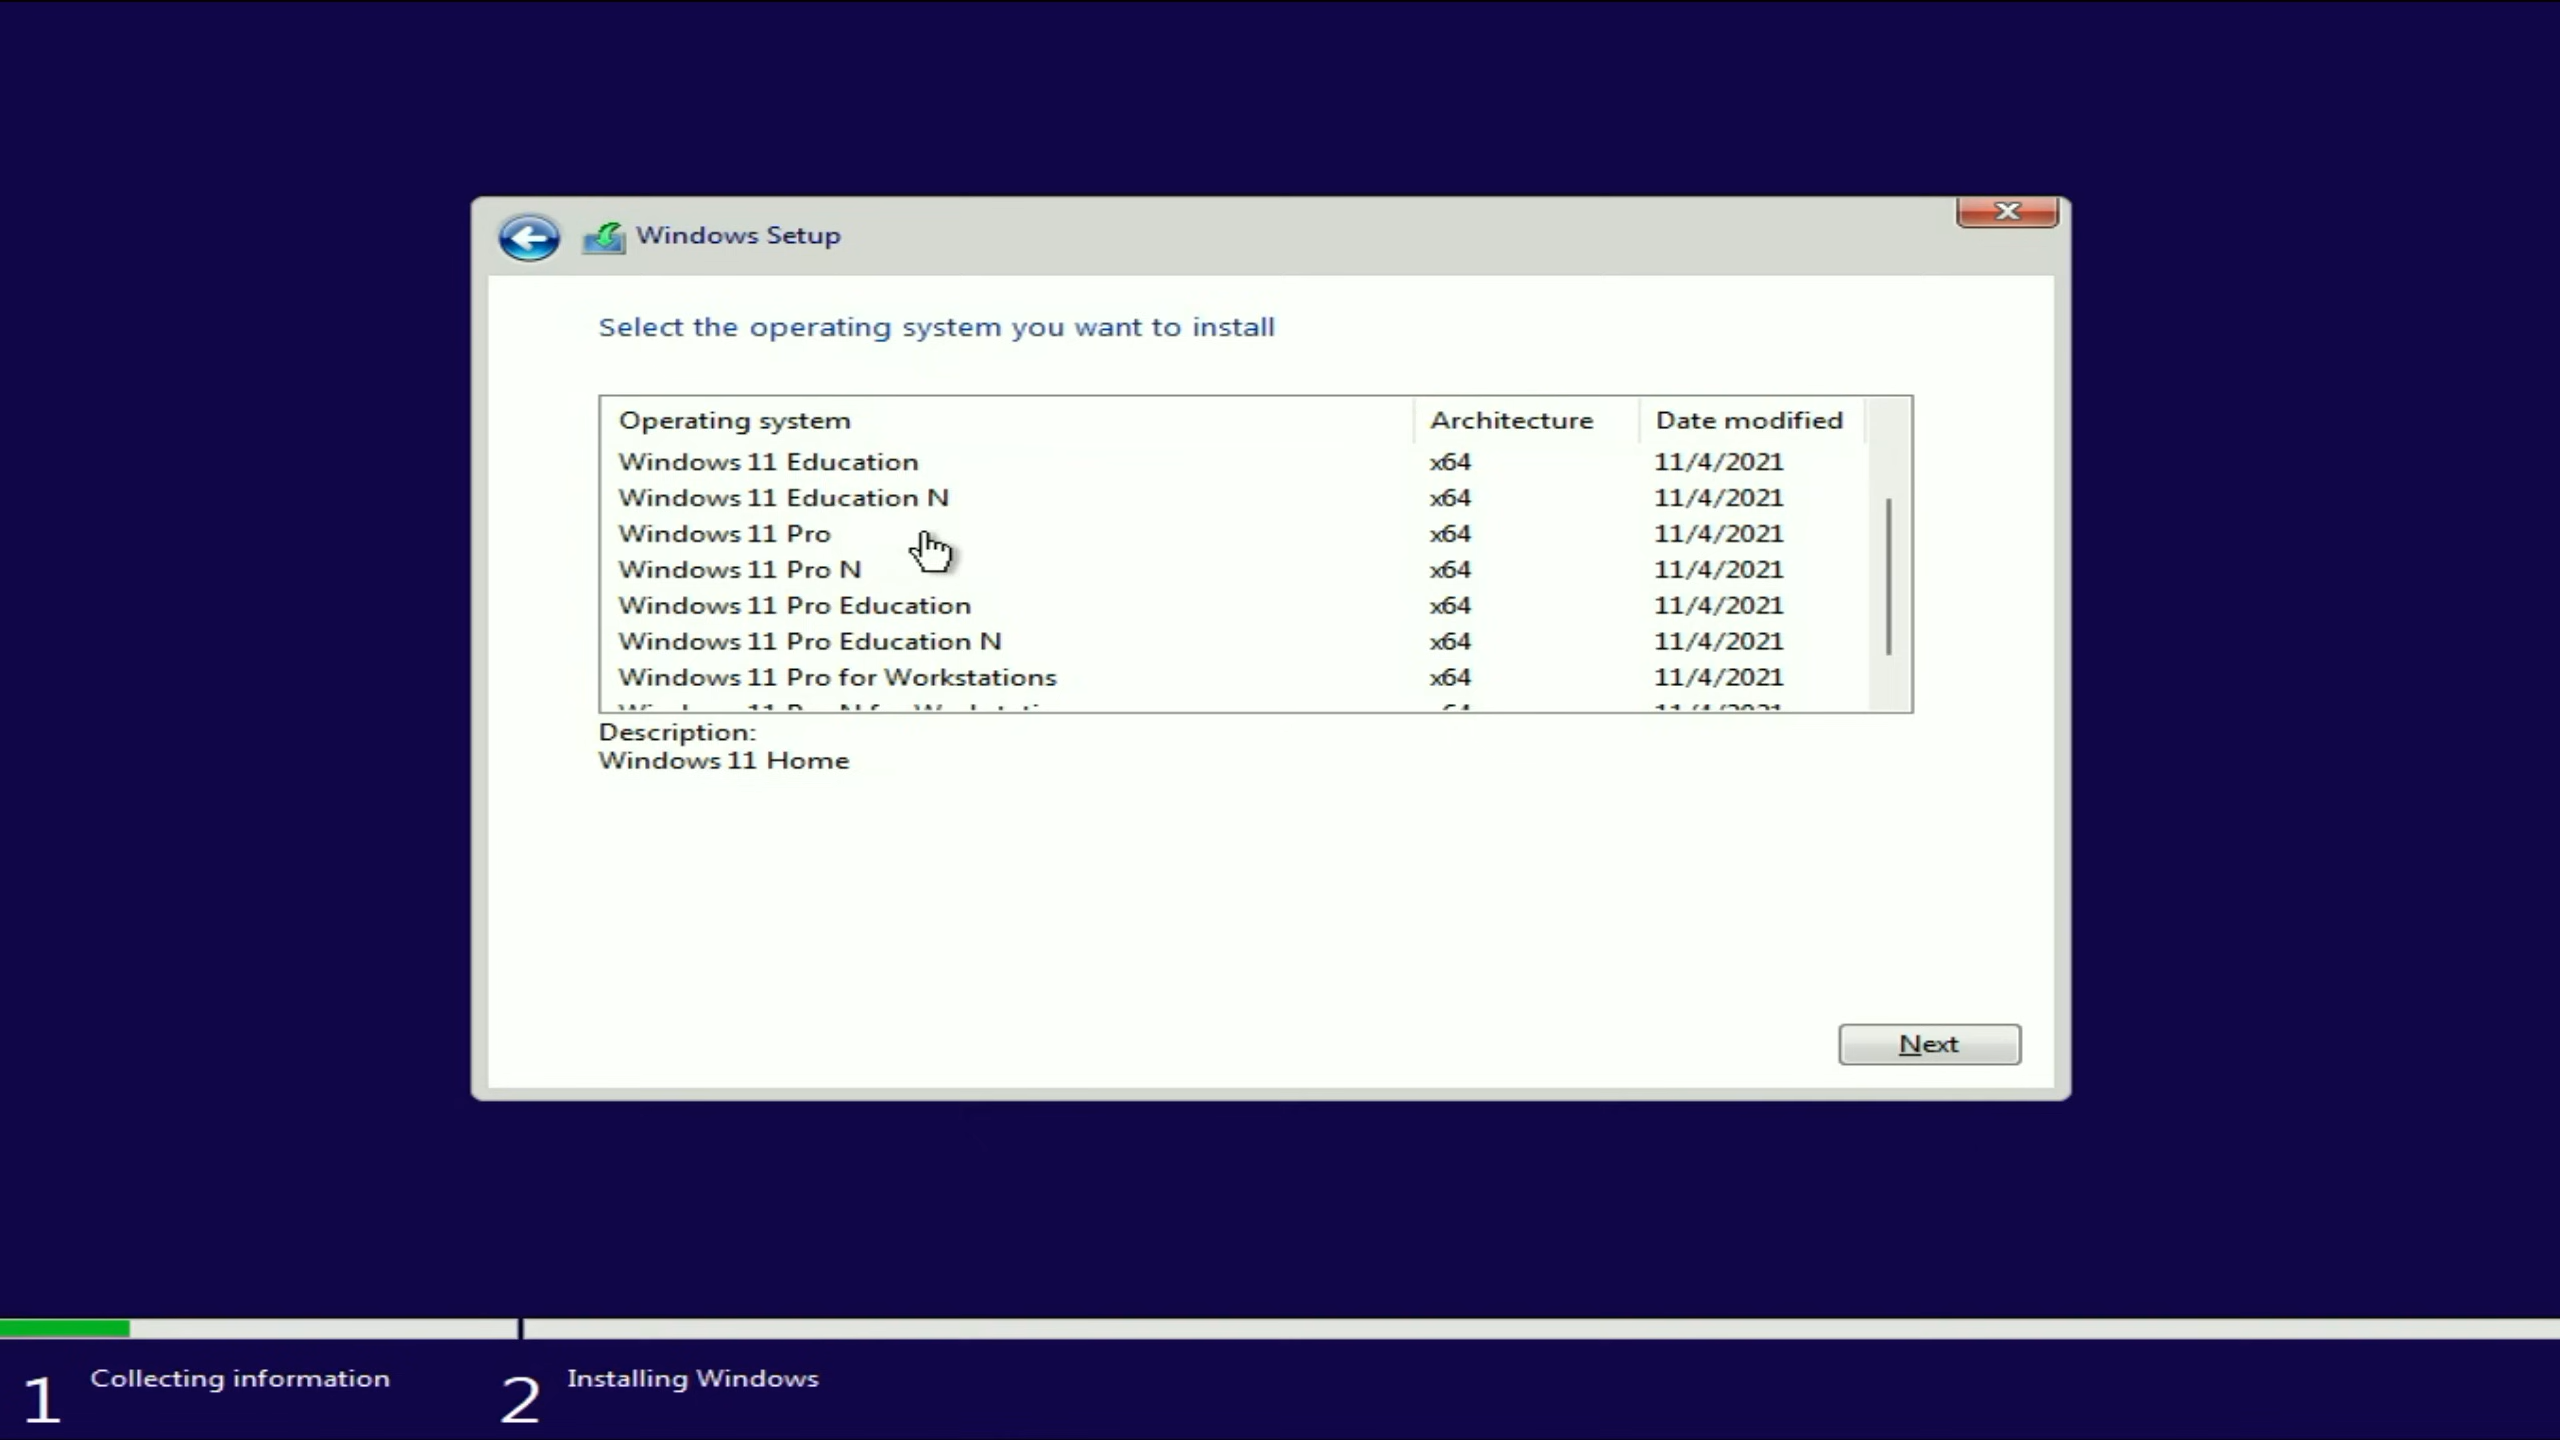 Windows Setup
Select the operating system you want to install
Operating system Architecture Date modified
Windows 11 Education x64 11/4/2021
Windows 11 Education N x64 11/4/2021
Windows 11 Pro x64 11/4/2021
Windows 11 Pro N x64 11/4/2021
Windows 11 Pro Education x64 11/4/2021
Windows 11 Pro Education N x64 11/4/2021
Windows 11 Pro for Workstations x64 11/4/2021
Description:
Windows 11 Home
Next
1 Collecting information 2 Installing Windows